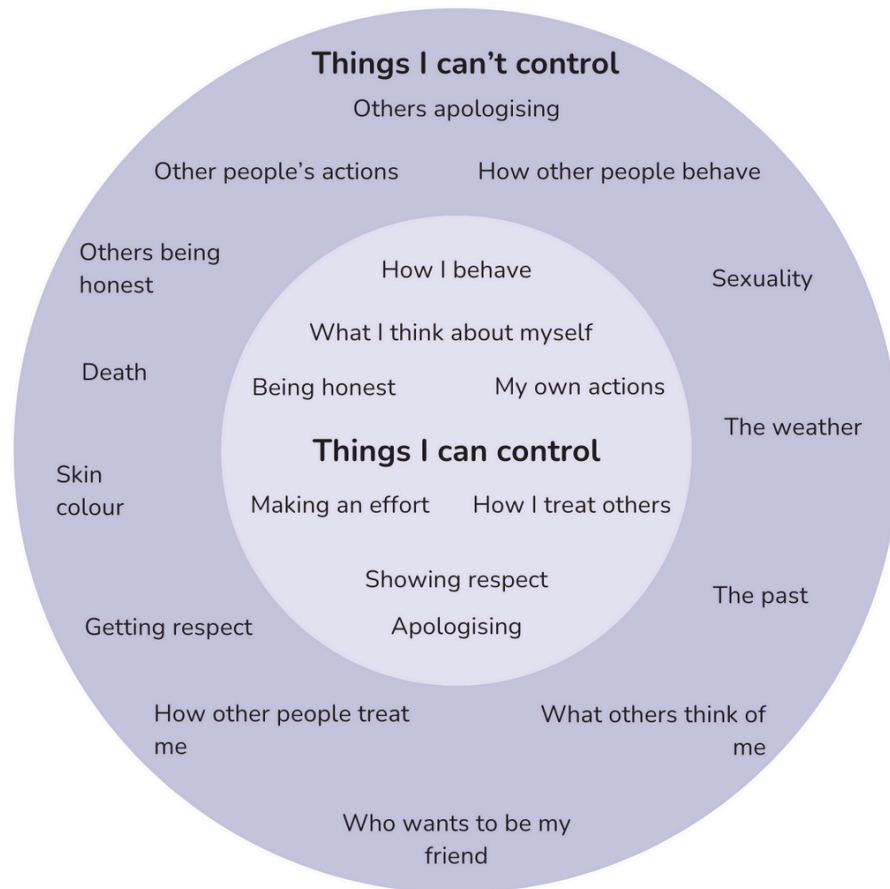 Things I can’t control
Others apologising
Other people’s actions
How other people behave
Others being
honest
Sexuality
How I behave
What I think about myself
Death
Being honest
My own actions
The weather
Things I can control
Skin
colour
Making an effort
How I treat others
Showing respect
The past
Getting respect
Apologising
How other people treat
me
What others think of
me
Who wants to be my
friend